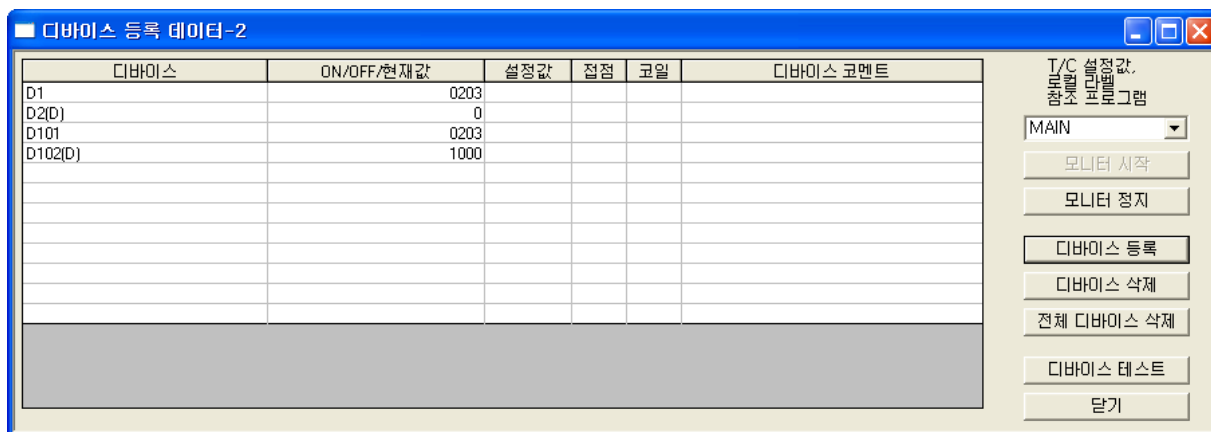 디바이스 등록 데이터-2
디바이스 ON/OFF/현재값 설정값 접점 코일 디바이스 코멘트
D1 0203
D2(D) 0
D101 0203
D102(D) 1000
T/C 설정값,
로컬 라벨
참조 프로그램
MAIN
모니터 시작
모니터 정지
디바이스 등록
디바이스 삭제
전체 디바이스 삭제
디바이스 테스트
닫기